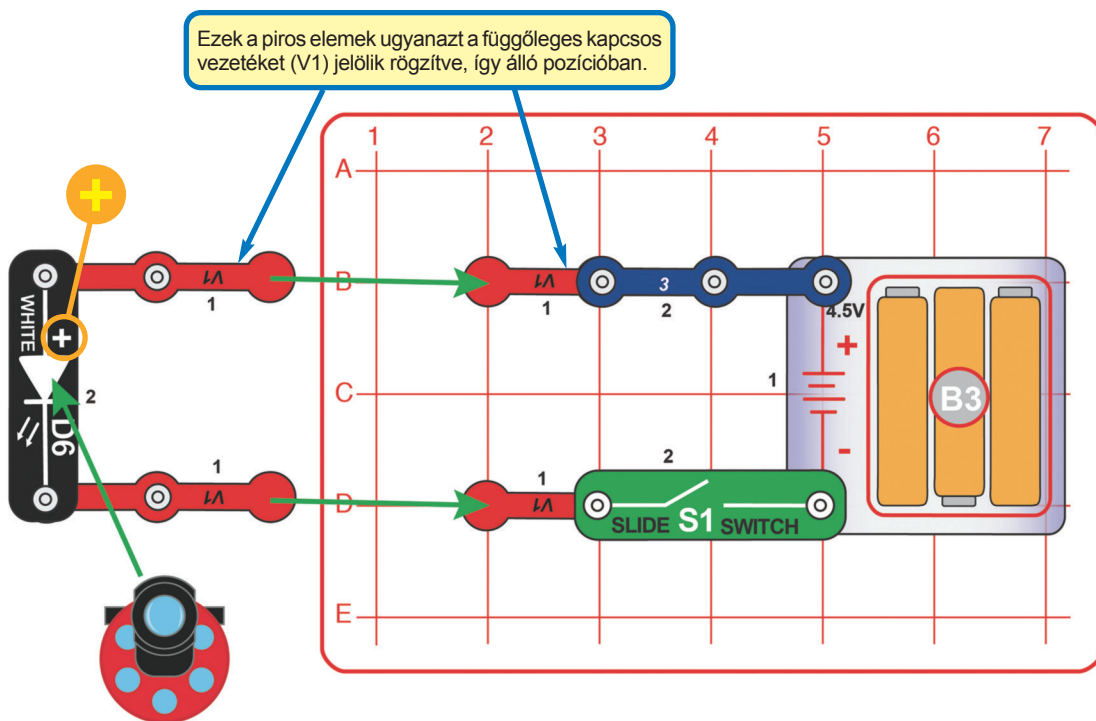 Ezek a piros elemek ugyanazt a függőleges kapcsos
vezetéket (V1) jelölik rögzítve, így álló pozícióban.
1 2 3 4 5 6 7
A
B
C
D
E
+
WHITE
+
D6
2
V1
1
V1
1
3
2
4.5V
+
1
-
B3
1
V1
1
V1
2
SLIDE S1 SWITCH